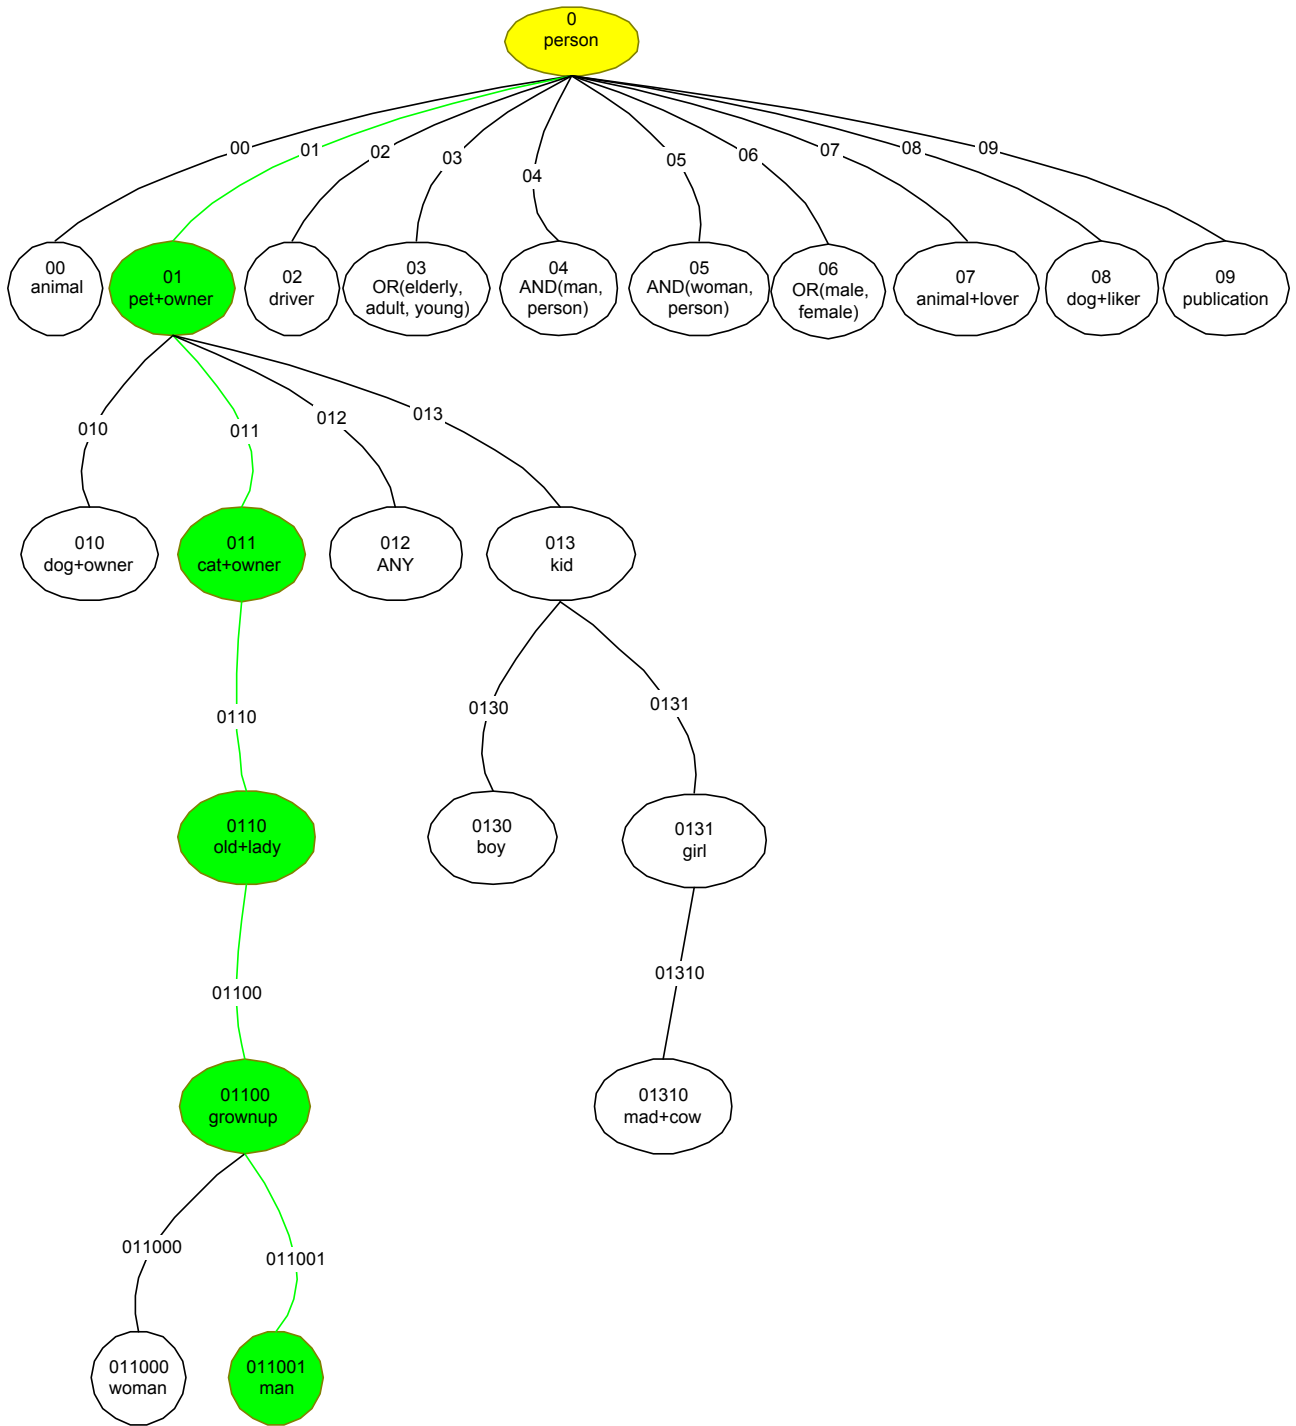 0
person
00
01
02
03
04
05
06
07
08
09
00
animal
01
pet+owner
02
driver
03
OR(elderly,
adult, young)
04
AND(man,
person)
05
AND(woman,
person)
06
OR(male,
female)
07
animal+lover
08
dog+liker
09
publication
010
011
012
013
010
dog+owner
011
cat+owner
012
ANY
013
kid
0110
0130
0131
0110
old+lady
0130
boy
0131
girl
01100
01310
01100
grownup
01310
mad+cow
011000
011001
011000
woman
011001
man